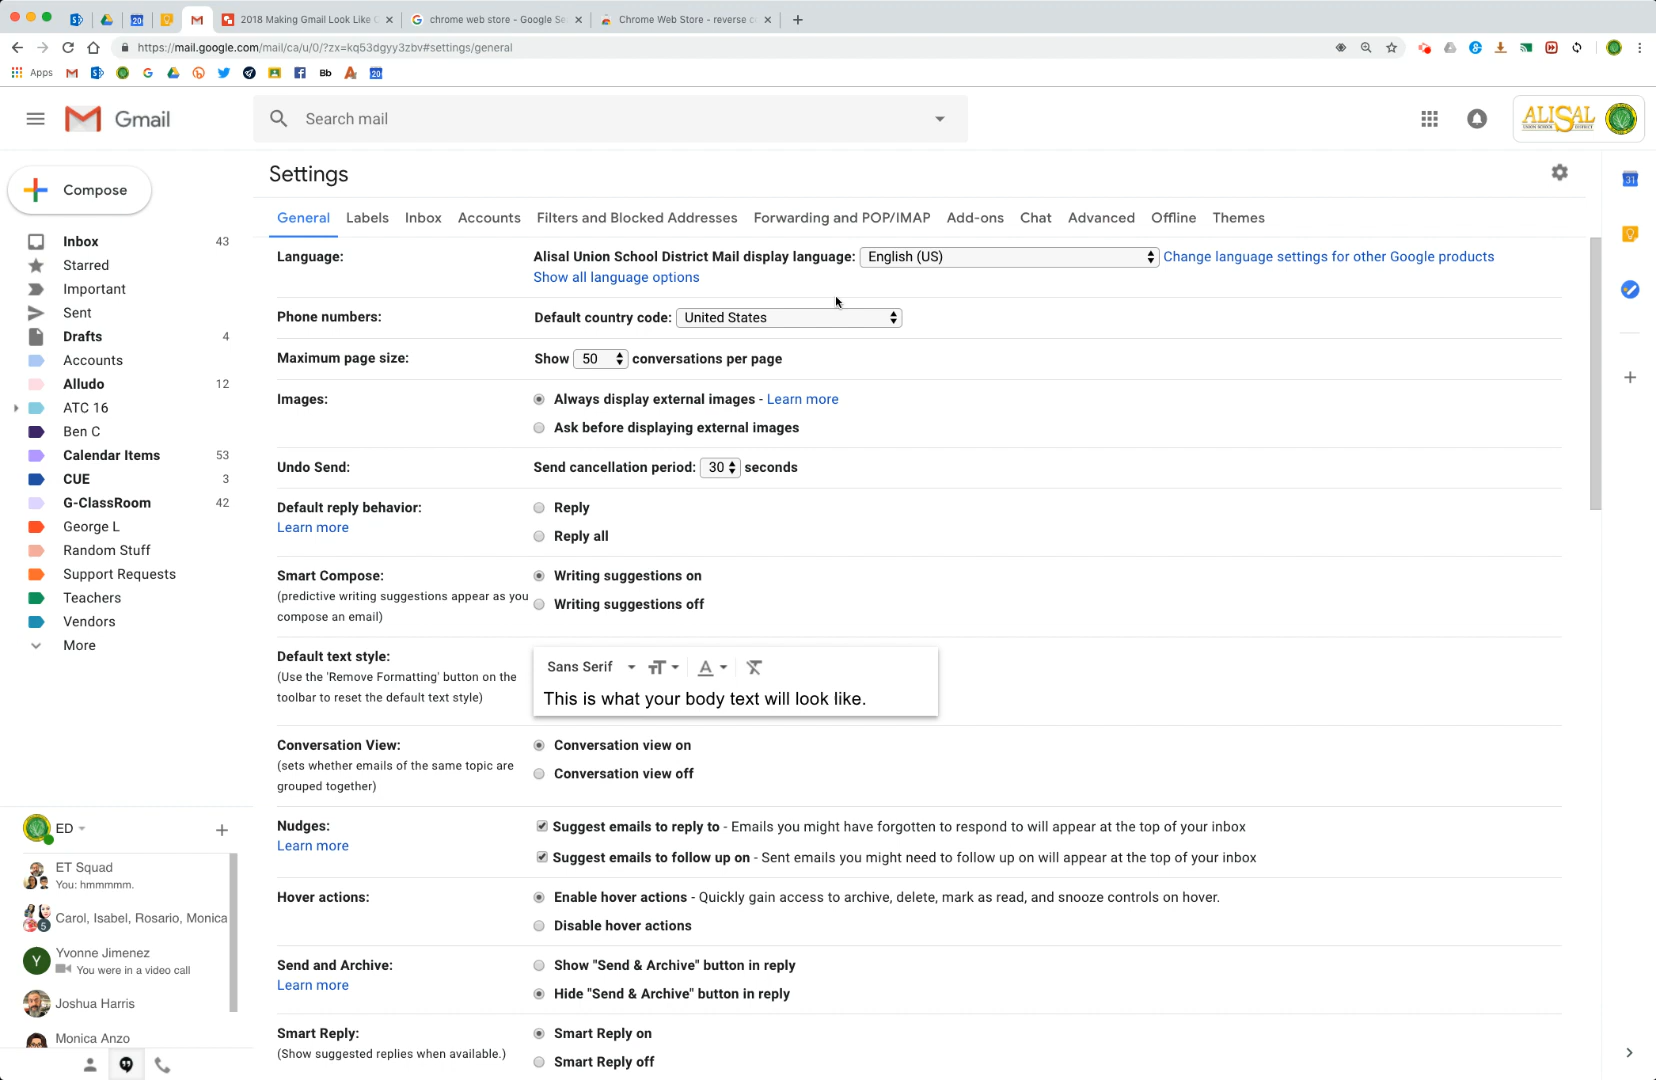 2018 Making Gmail Look Like
chrome web store - Google Se
Chrome Web Store - reverse c
https://mail.google.com/mail/ca/u/0/?zx=kq53dgyy3zbv#settings/general
Apps
Bb
20
Gmail
Search mail
ALISAL
UNION SCHOOL DISTRICT
Settings
Compose
31
General Labels Inbox Accounts Filters and Blocked Addresses Forwarding and POP/IMAP Add-ons Chat Advanced Offline Themes
Inbox 43
Starred
Important
Sent
Drafts 4
Accounts
Alludo 12
ATC 16
Ben C
Calendar Items 53
CUE 3
G-ClassRoom 42
George L
Random Stuff
Support Requests
Teachers
Vendors
More
Language:
Alisal Union School District Mail display language: English (US) Change language settings for other Google products
Show all language options
Phone numbers:
Default country code: United States
Maximum page size:
Show 50 conversations per page
Images:
Always display external images - Learn more
Ask before displaying external images
Undo Send:
Send cancellation period: 30 seconds
Default reply behavior:
Learn more
Reply
Reply all
Smart Compose:
(predictive writing suggestions appear as you
compose an email)
Writing suggestions on
Writing suggestions off
Default text style:
(Use the 'Remove Formatting' button on the
toolbar to reset the default text style)
Sans Serif
This is what your body text will look like.
Conversation View:
(sets whether emails of the same topic are
grouped together)
Conversation view on
Conversation view off
Nudges:
Learn more
Suggest emails to reply to - Emails you might have forgotten to respond to will appear at the top of your inbox
Suggest emails to follow up on - Sent emails you might need to follow up on will appear at the top of your inbox
Hover actions:
Enable hover actions - Quickly gain access to archive, delete, mark as read, and snooze controls on hover.
Disable hover actions
Send and Archive:
Learn more
Show "Send & Archive" button in reply
Hide "Send & Archive" button in reply
Smart Reply:
(Show suggested replies when available.)
Smart Reply on
Smart Reply off
ED
ET Squad
You: hmmmmm.
Carol, Isabel, Rosario, Monica
5
Y
Yvonne Jimenez
You were in a video call
Joshua Harris
Monica Anzo